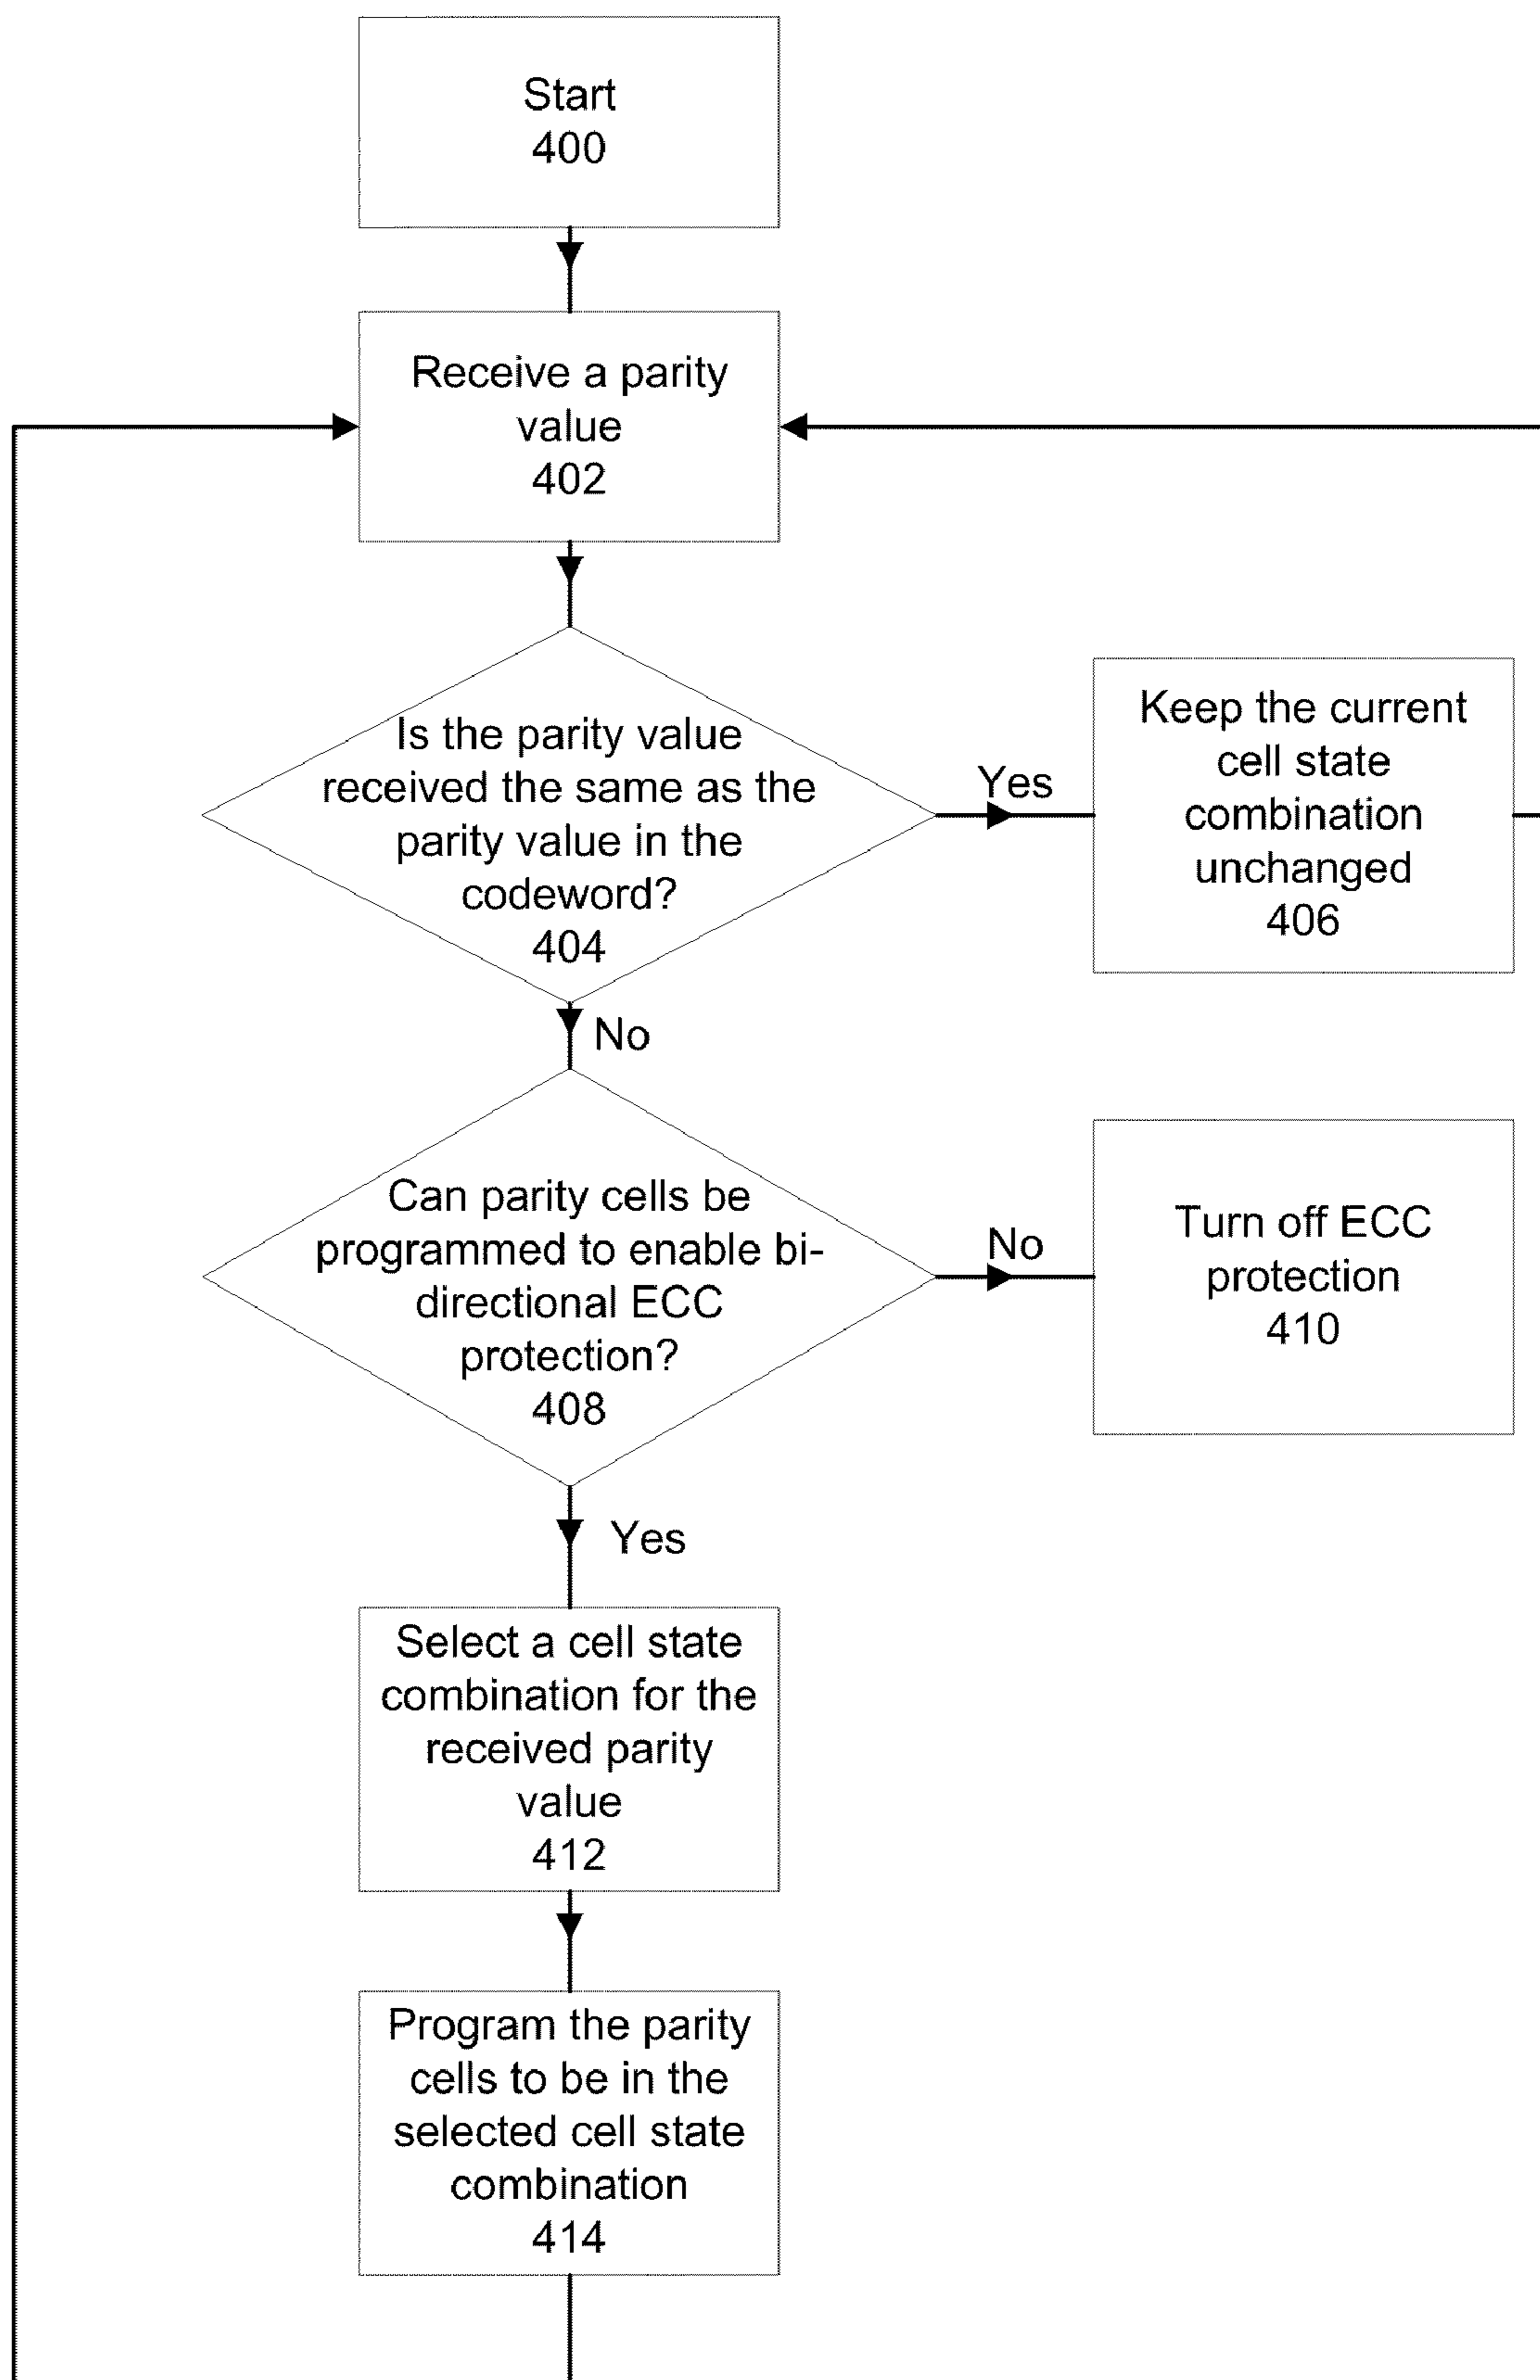 Start
400
Receive a parity
value
402
Is the parity value
received the same as the
parity value in the
codeword?
404
Yes
Keep the current
cell state
combination
unchanged
406
No
Can parity cells be
programmed to enable bi-
directional ECC
protection?
408
No
Turn off ECC
protection
410
Yes
Select a cell state
combination for the
received parity
value
412
Program the parity
cells to be in the
selected cell state
combination
414